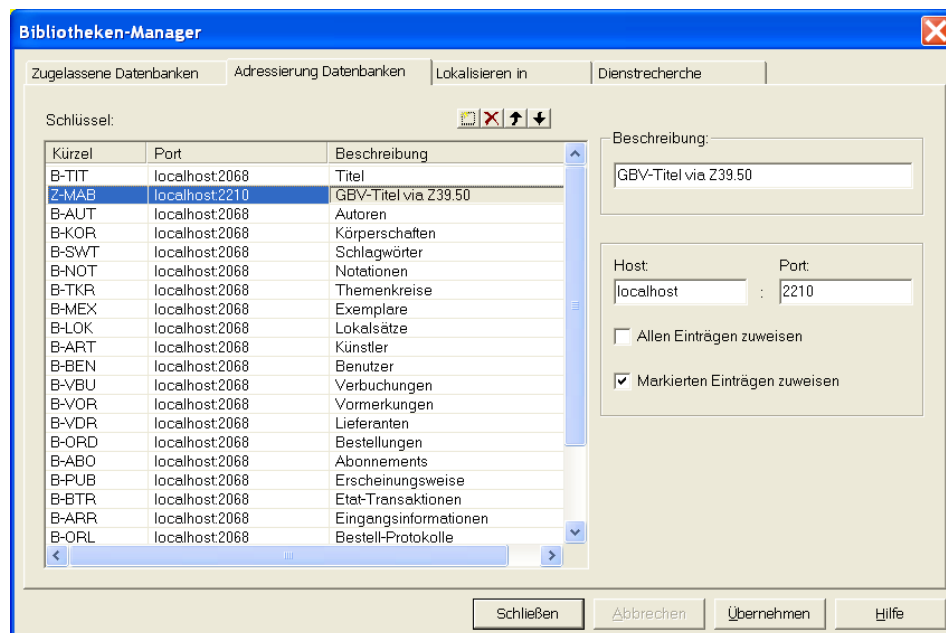 Bibliotheken-Manager
Zugelassene Datenbanken Adressierung Datenbanken Lokalisieren in Dienstrecherche
Schlüssel:
Kürzel Port Beschreibung
B-TIT localhost:2068 Titel
Z-MAB localhost:2210 GBV-Titel via Z39.50
B-AUT localhost:2068 Autoren
B-KOR localhost:2068 Körperschaften
B-SWT localhost:2068 Schlagwörter
B-NOT localhost:2068 Notationen
B-TKR localhost:2068 Themenkreise
B-MEX localhost:2068 Exemplare
B-LOK localhost:2068 Lokalsätze
B-ART localhost:2068 Künstler
B-BEN localhost:2068 Benutzer
B-VBU localhost:2068 Verbuchungen
B-VOR localhost:2068 Vormerkungen
B-VDR localhost:2068 Lieferanten
B-ORD localhost:2068 Bestellungen
B-ABO localhost:2068 Abonnements
B-PUB localhost:2068 Erscheinungsweise
B-BTR localhost:2068 Etat-Transaktionen
B-ARR localhost:2068 Eingangsinformationen
B-ORL localhost:2068 Bestell-Protokolle
Beschreibung:
GBV-Titel via Z39.50
Host: Port:
localhost : 2210
Allen Einträgen zuweisen
Markierten Einträgen zuweisen
Schließen Abbrechen Übernehmen Hilfe